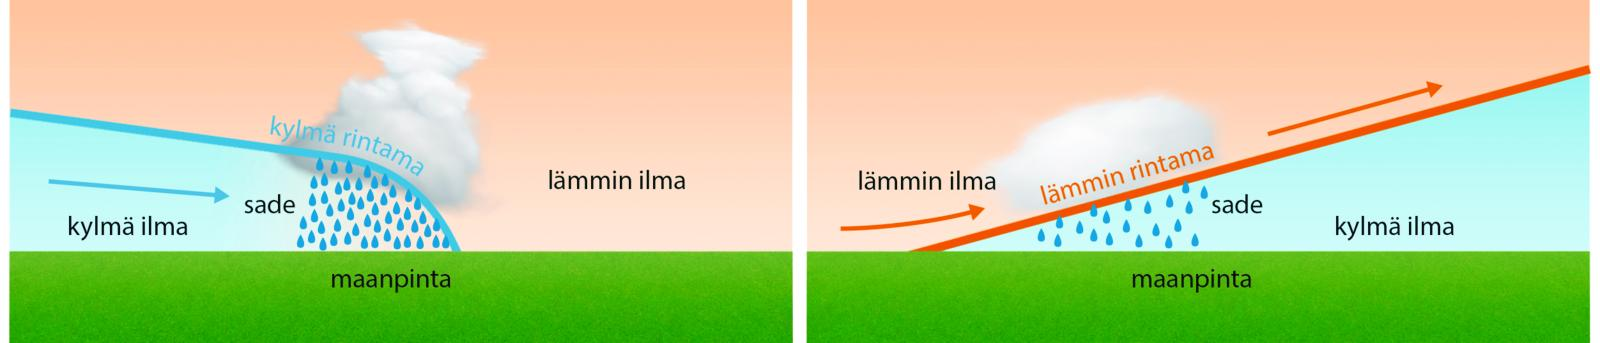 kylmä rintama
lämmin ilma
sade
kylmä ilma
maanpinta
lämmin rintama
lämmin ilma
sade
kylmä ilma
maanpinta